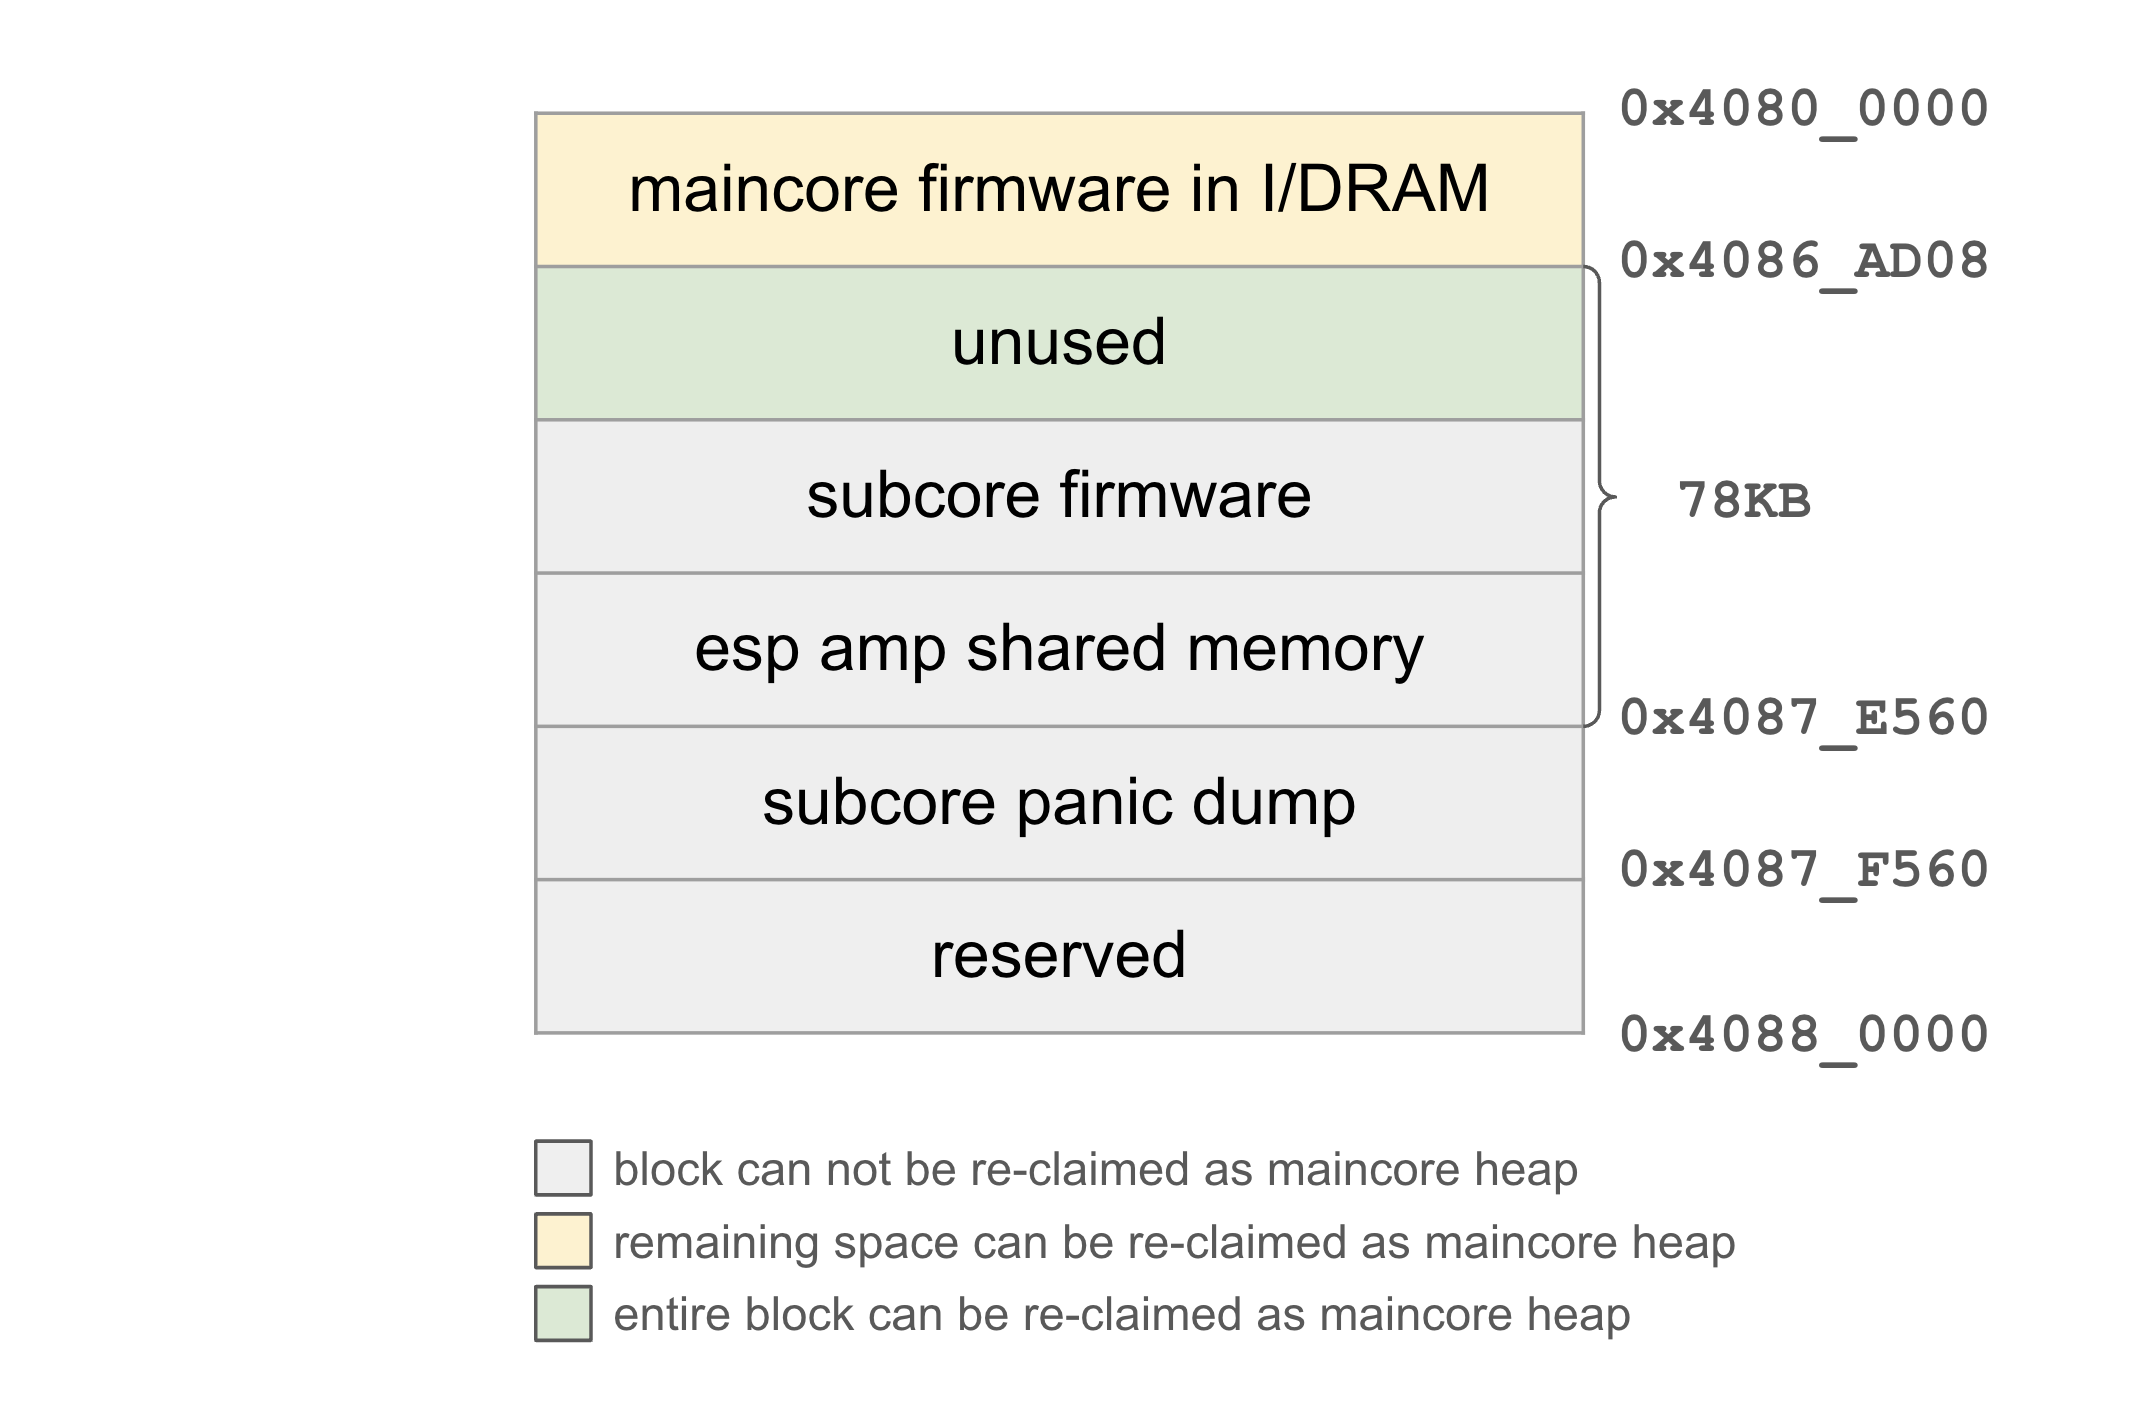 0x4080_0000
maincore firmware in I/DRAM
0x4086_AD08
unused
subcore firmware
78KB
esp amp shared memory
0x4087_E560
subcore panic dump
0x4087_F560
reserved
0x4088_0000
block can not be re-claimed as maincore heap
remaining space can be re-claimed as maincore heap
entire block can be re-claimed as maincore heap